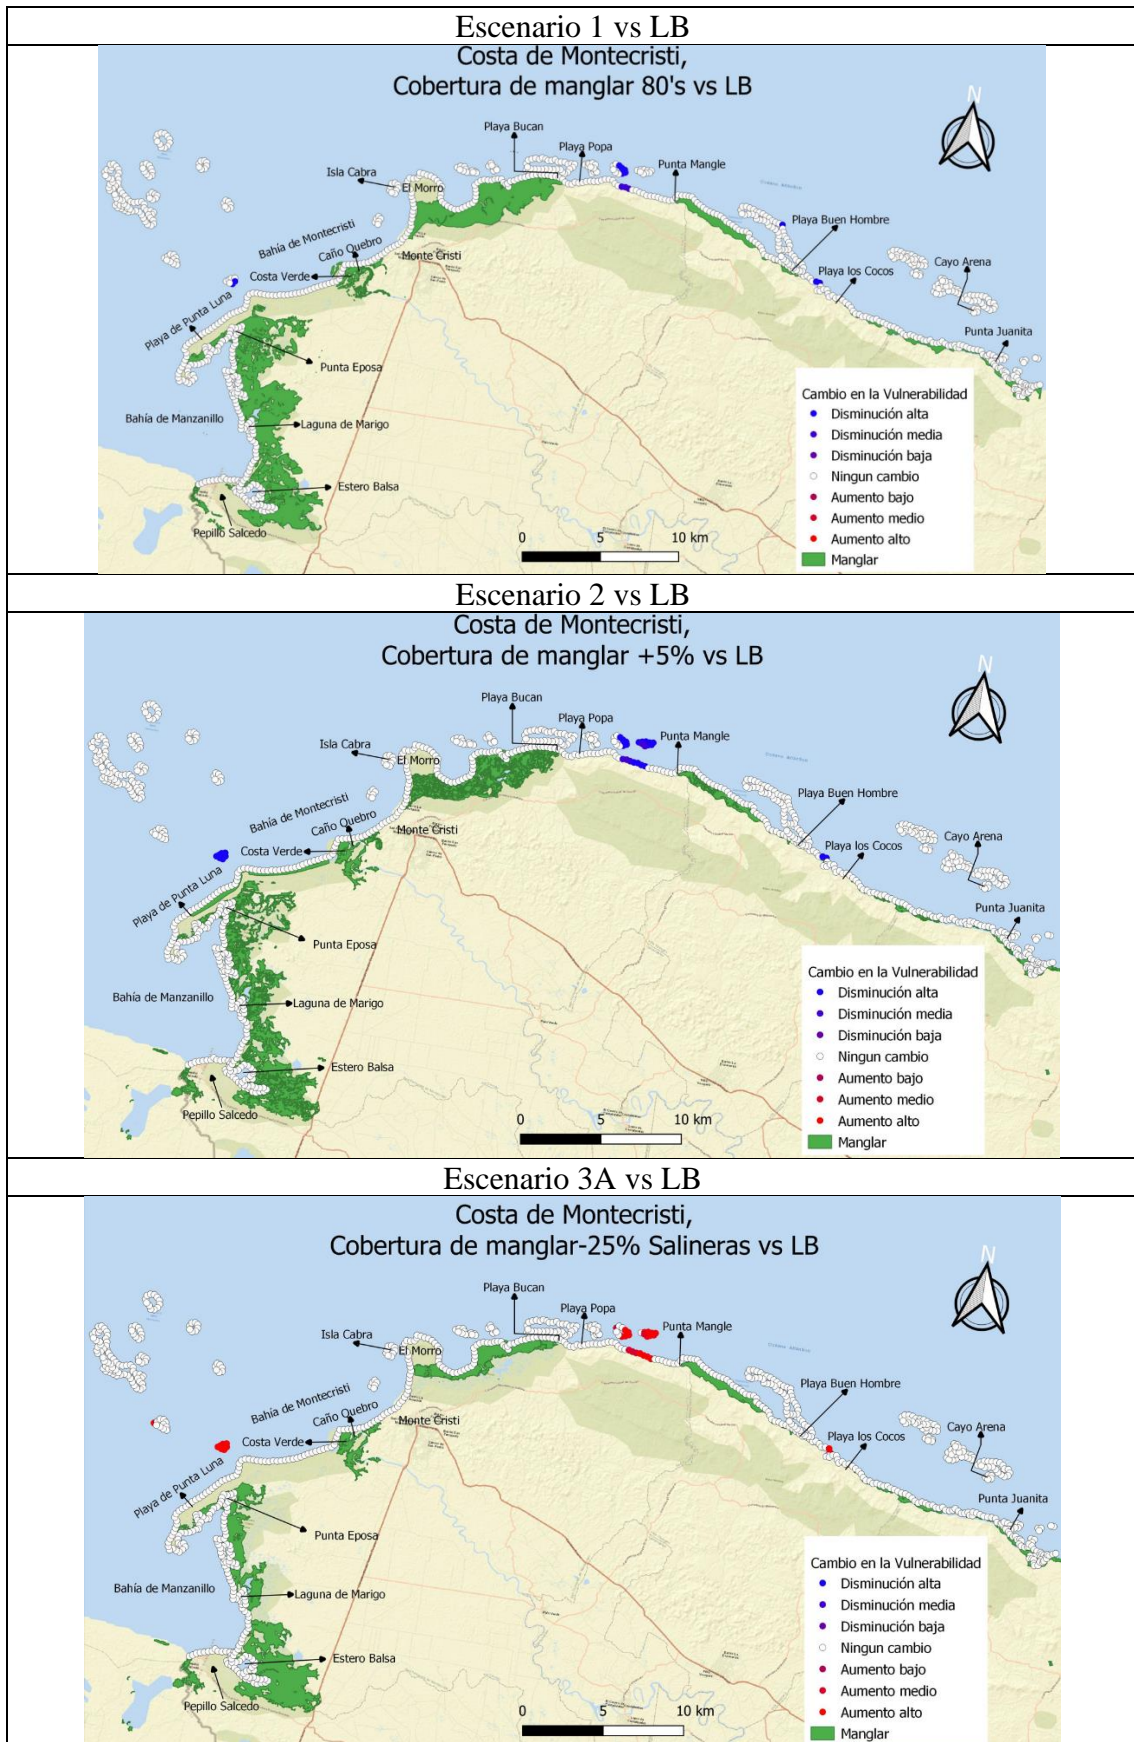 Escenario 1 vs LB
Costa de Montecristi,
Cobertura de manglar 80's vs LB
N
Playa Bucan
Playa Popa
Punta Mangle
Isla Cabra
El Morro
Playa Buen Hombre
Bahía de Montecristi
Caño Quebro
Monte Cristi
Costa Verde
Playa los Cocos
Cayo Arena
Playa de Punta Luna
Punta Juanita
Punta Eposa
Bahía de Manzanillo
Laguna de Marigo
Estero Balsa
Pepillo Salcedo
Cambio en la Vulnerabilidad
Disminución alta
Disminución media
Disminución baja
Ningun cambio
Aumento bajo
Aumento medio
Aumento alto
Manglar
0 5 10 km
Escenario 2 vs LB
Costa de Montecristi,
Cobertura de manglar +5% vs LB
N
Playa Bucan
Playa Popa
Punta Mangle
Isla Cabra
El Morro
Playa Buen Hombre
Bahía de Montecristi
Caño Quebro
Monte Cristi
Costa Verde
Playa los Cocos
Cayo Arena
Playa de Punta Luna
Punta Juanita
Punta Eposa
Bahía de Manzanillo
Laguna de Marigo
Estero Balsa
Pepillo Salcedo
Cambio en la Vulnerabilidad
Disminución alta
Disminución media
Disminución baja
Ningun cambio
Aumento bajo
Aumento medio
Aumento alto
Manglar
0 5 10 km
Escenario 3A vs LB
Costa de Montecristi,
Cobertura de manglar-25% Salineras vs LB
N
Playa Bucan
Playa Popa
Punta Mangle
Isla Cabra
El Morro
Playa Buen Hombre
Bahía de Montecristi
Caño Quebro
Monte Cristi
Costa Verde
Playa los Cocos
Cayo Arena
Playa de Punta Luna
Punta Juanita
Punta Eposa
Bahía de Manzanillo
Laguna de Marigo
Estero Balsa
Pepillo Salcedo
Cambio en la Vulnerabilidad
Disminución alta
Disminución media
Disminución baja
Ningun cambio
Aumento bajo
Aumento medio
Aumento alto
Manglar
0 5 10 km